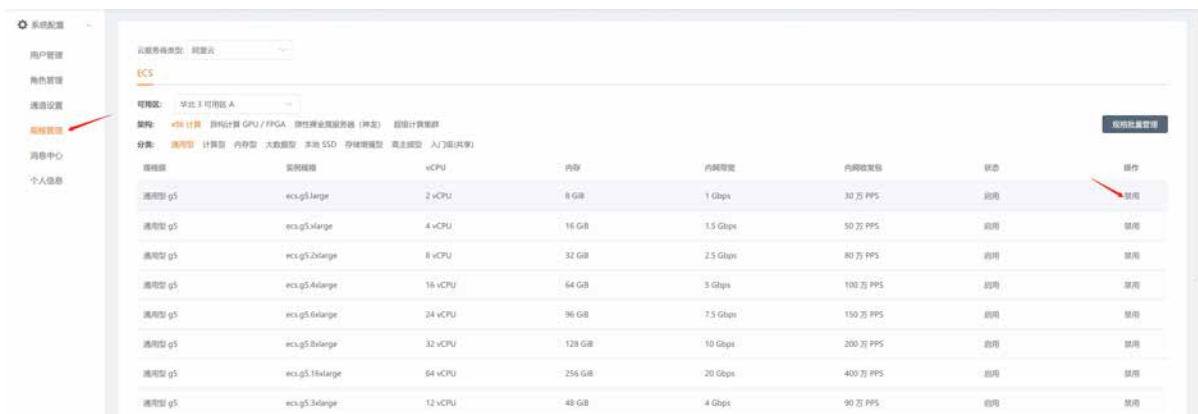 系统配置
用户管理
角色管理
通道设置
规格管理
消息中心
个人信息
云服务商类型: 阿里云
ECS
可用区: 华北 3 可用区 A
架构: x86 计算 异构计算 GPU / FPGA 弹性裸金属服务器 (神龙) 超级计算集群
规格批量管理
分类: 通用型 计算型 内存型 大数据型 本地 SSD 存储增强型 高主频型 入门级(共享)
规格族 实例规格 vCPU 内存 内网带宽 内网收发包 状态 操作
通用型 g5 ecs.g5.large 2 vCPU 8 GiB 1 Gbps 30 万 PPS 启用 禁用
通用型 g5 ecs.g5.xlarge 4 vCPU 16 GiB 1.5 Gbps 50 万 PPS 启用 禁用
通用型 g5 ecs.g5.2xlarge 8 vCPU 32 GiB 2.5 Gbps 80 万 PPS 启用 禁用
通用型 g5 ecs.g5.4xlarge 16 vCPU 64 GiB 5 Gbps 100 万 PPS 启用 禁用
通用型 g5 ecs.g5.6xlarge 24 vCPU 96 GiB 7.5 Gbps 150 万 PPS 启用 禁用
通用型 g5 ecs.g5.8xlarge 32 vCPU 128 GiB 10 Gbps 200 万 PPS 启用 禁用
通用型 g5 ecs.g5.16xlarge 64 vCPU 256 GiB 20 Gbps 400 万 PPS 启用 禁用
通用型 g5 ecs.g5.3xlarge 12 vCPU 48 GiB 4 Gbps 90 万 PPS 启用 禁用